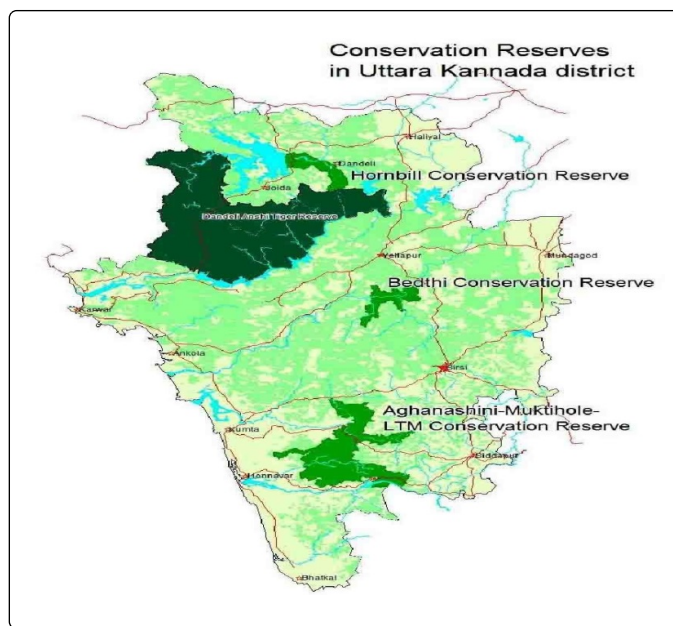 Conservation Reserves
in Uttara Kannada district
Haliyal
Dandeli
Hornbill Conservation Reserve
Joida
Dandeli Anshi Tiger Reserve
Yellapur
Mundagod
Bedthi Conservation Reserve
Karwar
Ankola
Sirsi
Aghanashini-Muktihole-
LTM Conservation Reserve
Kumta
Siddapur
Honnavar
Bhatkal